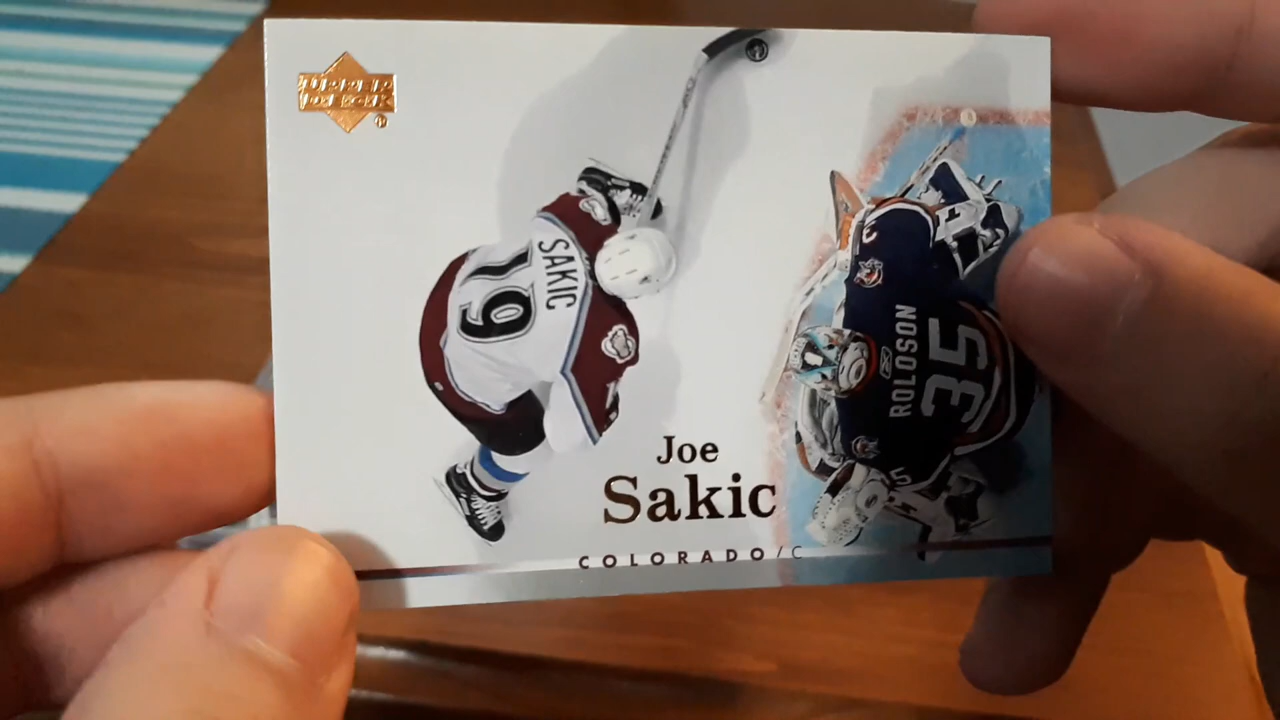 UPPER
DECK
®
SAKIC
19
ROLOSON
35
Joe
Sakic
COLORADO/C